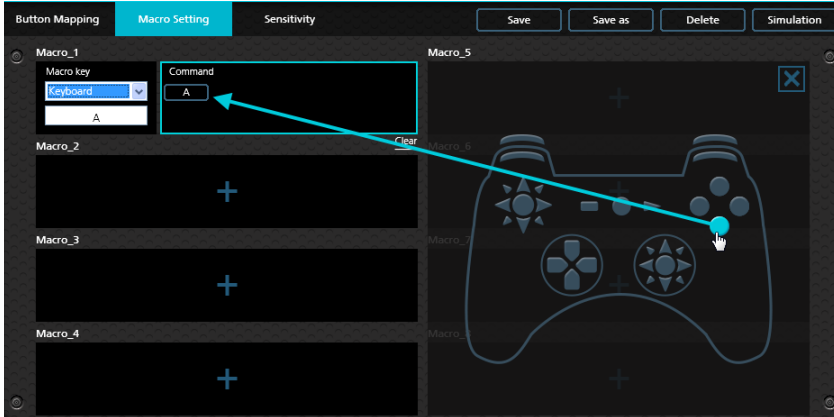 Button Mapping Macro Setting Sensitivity Save Save as Delete Simulation
Macro_1
Macro key
Keyboard
A
Command
A
Clear
Macro_2
Macro_3
Macro_4
Macro_5
Macro_6
Macro_7